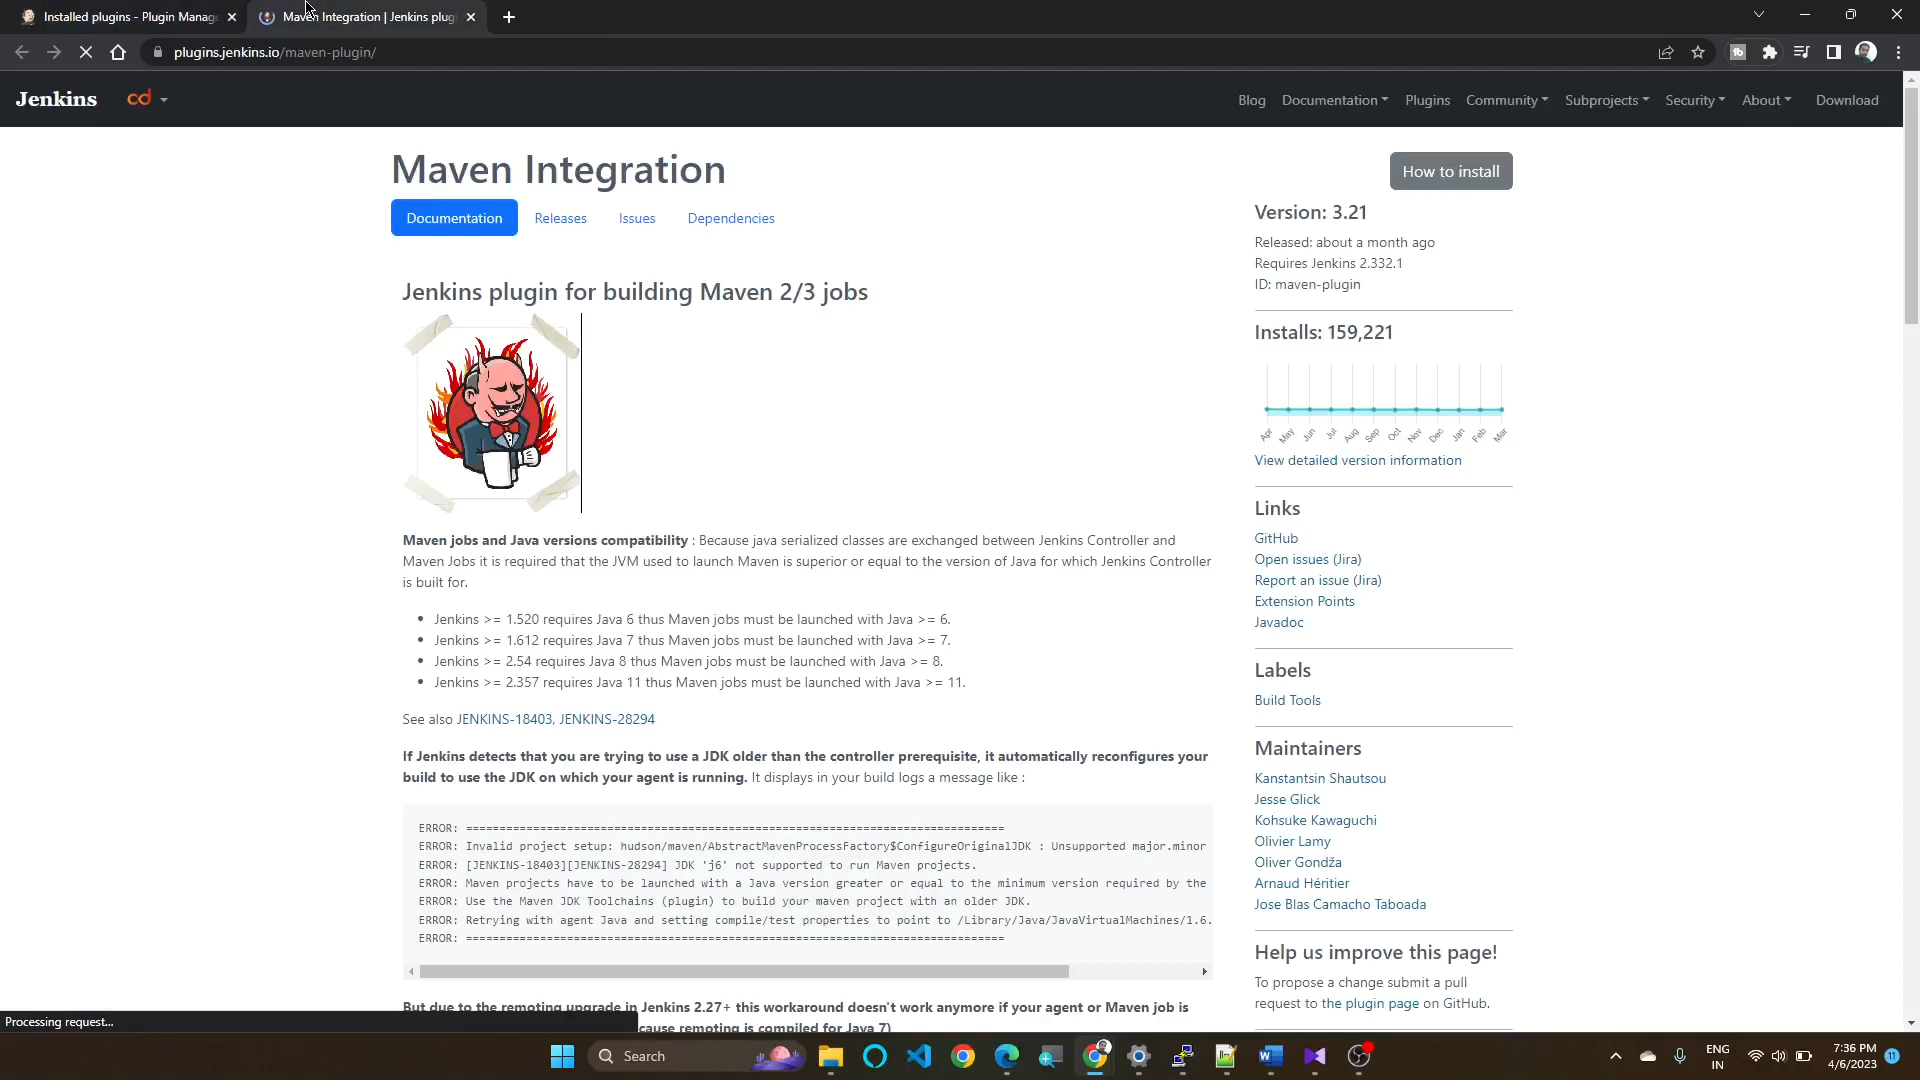 Installed plugins - Plugin Manag
Maven Integration | Jenkins plug
plugins.jenkins.io/maven-plugin/
Jenkins
cd
Blog
Documentation
Plugins
Community
Subprojects
Security
About
Download
Maven Integration
How to install
Documentation
Releases
Issues
Dependencies
Version: 3.21
Released: about a month ago
Requires Jenkins 2.332.1
ID: maven-plugin
Jenkins plugin for building Maven 2/3 jobs
Installs: 159,221
Apr
May
Jun
Jul
Aug
Sep
Oct
Nov
Dec
Jan
Feb
Mar
View detailed version information
Links
GitHub
Open issues (Jira)
Report an issue (Jira)
Extension Points
Javadoc
Maven jobs and Java versions compatibility : Because java serialized classes are exchanged between Jenkins Controller and
Maven Jobs it is required that the JVM used to launch Maven is superior or equal to the version of Java for which Jenkins Controller
is built for.
Jenkins >= 1.520 requires Java 6 thus Maven jobs must be launched with Java >= 6.
Jenkins >= 1.612 requires Java 7 thus Maven jobs must be launched with Java >= 7.
Jenkins >= 2.54 requires Java 8 thus Maven jobs must be launched with Java >= 8.
Jenkins >= 2.357 requires Java 11 thus Maven jobs must be launched with Java >= 11.
See also JENKINS-18403, JENKINS-28294
Labels
Build Tools
Maintainers
Kanstantsin Shautsou
Jesse Glick
Kohsuke Kawaguchi
Olivier Lamy
Oliver Gondža
Arnaud Héritier
Jose Blas Camacho Taboada
If Jenkins detects that you are trying to use a JDK older than the controller prerequisite, it automatically reconfigures your
build to use the JDK on which your agent is running. It displays in your build logs a message like :
ERROR: ================================================================================
ERROR: Invalid project setup: hudson/maven/AbstractMavenProcessFactory$ConfigureOriginalJDK : Unsupported major.minor
ERROR: [JENKINS-18403][JENKINS-28294] JDK 'j6' not supported to run Maven projects.
ERROR: Maven projects have to be launched with a Java version greater or equal to the minimum version required by the
ERROR: Use the Maven JDK Toolchains (plugin) to build your maven project with an older JDK.
ERROR: Retrying with agent Java and setting compile/test properties to point to /Library/Java/JavaVirtualMachines/1.6.
ERROR: ================================================================================
Help us improve this page!
To propose a change submit a pull
request to the plugin page on GitHub.
But due to the remoting upgrade in Jenkins 2.27+ this workaround doesn't work anymore if your agent or Maven job is
cause remoting is compiled for Java 7)
Processing request...
Search
ENG
IN
7:36 PM
4/6/2023
11